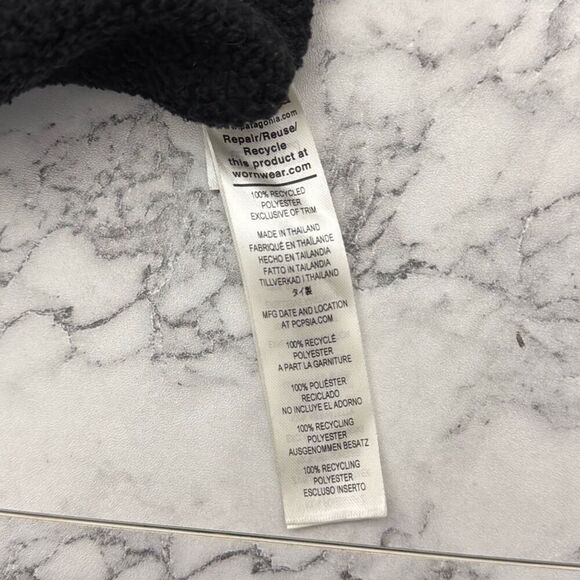 patagonia.com
Repair/Reuse/
Recycle
this product at
wornwear.com
100% RECYCLED
POLYESTER
EXCLUSIVE OF TRIM
MADE IN THAILAND
FABRIQUÉ EN THAÏLANDE
HECHO EN TAILANDIA
FATTO IN TAILANDIA
TILLVERKAD I THAILAND
タイ製
MFG DATE AND LOCATION
AT PCPSIA.COM
100% RECYCLÉ
POLYESTER
A PART LA GARNITURE
100% POLIÉSTER
RECICLADO
NO INCLUYE EL ADORNO
100% RECYCLING
POLYESTER
AUSGENOMMEN BESATZ
100% RECYCLING
POLYESTER
ESCLUSO INSERTO